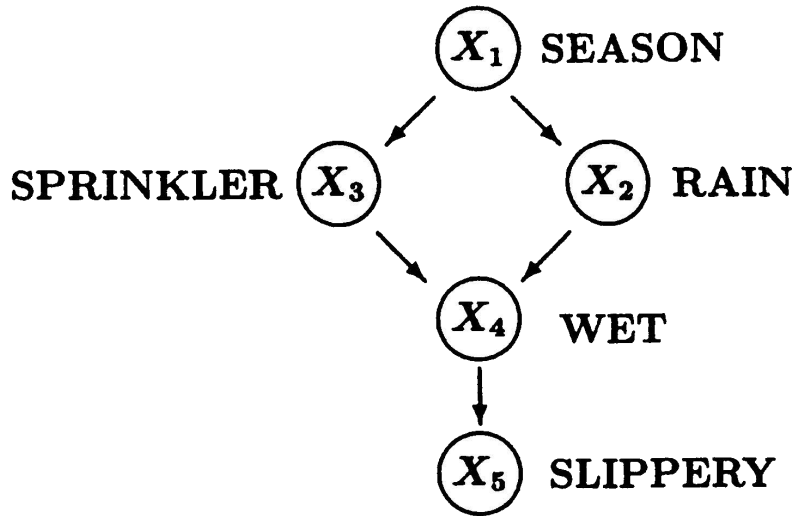 X1 SEASON
SPRINKLER X3 X2 RAIN
X4 WET
X5 SLIPPERY